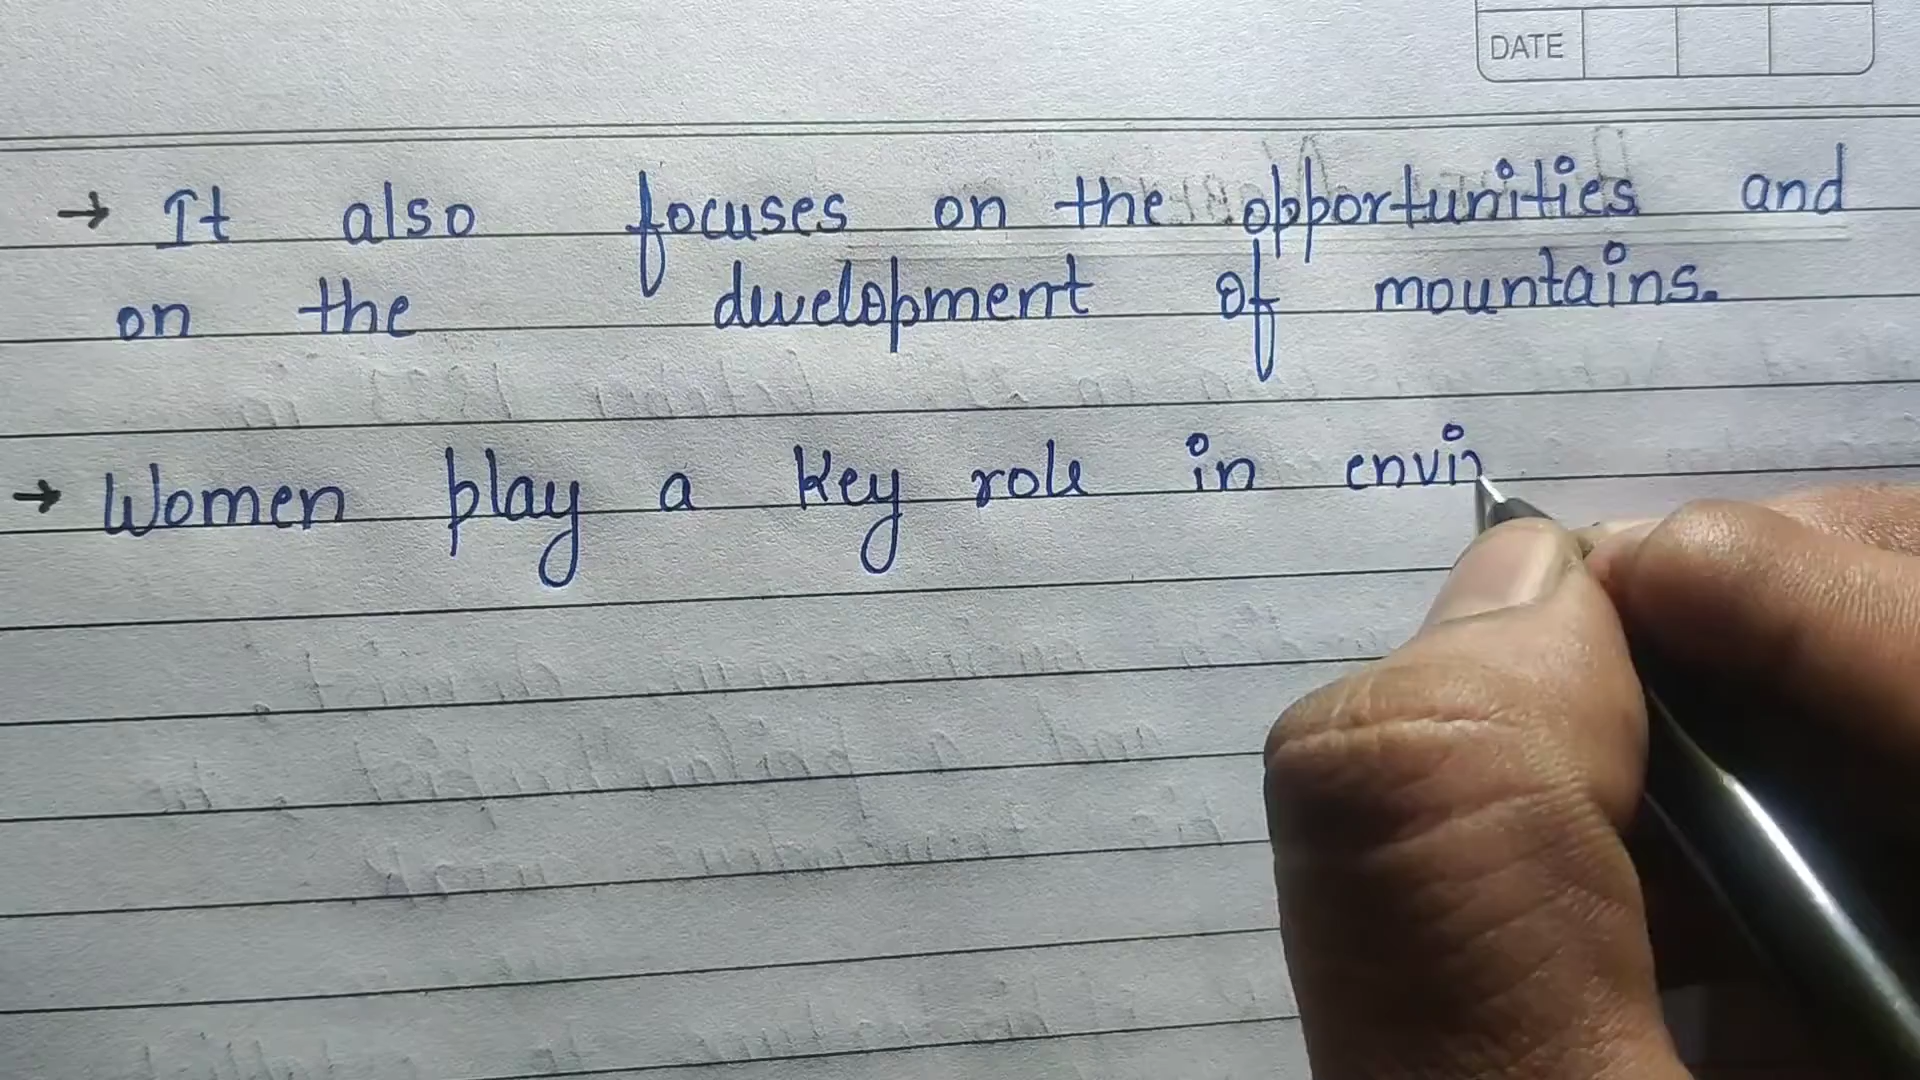 DATE
→ It also focuses on the opportunities and
on the development of mountains.
→ Women play a key role in envi